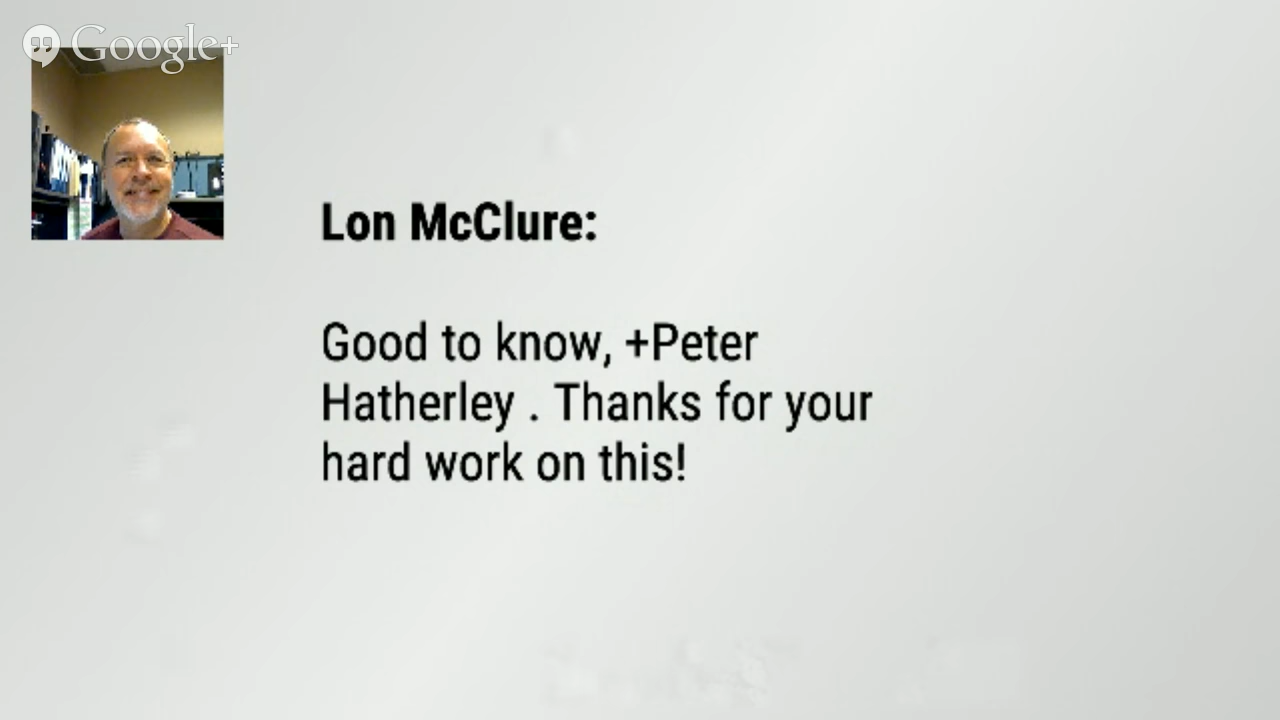 Google+
Lon McClure:
Good to know, +Peter
Hatherley . Thanks for your
hard work on this!